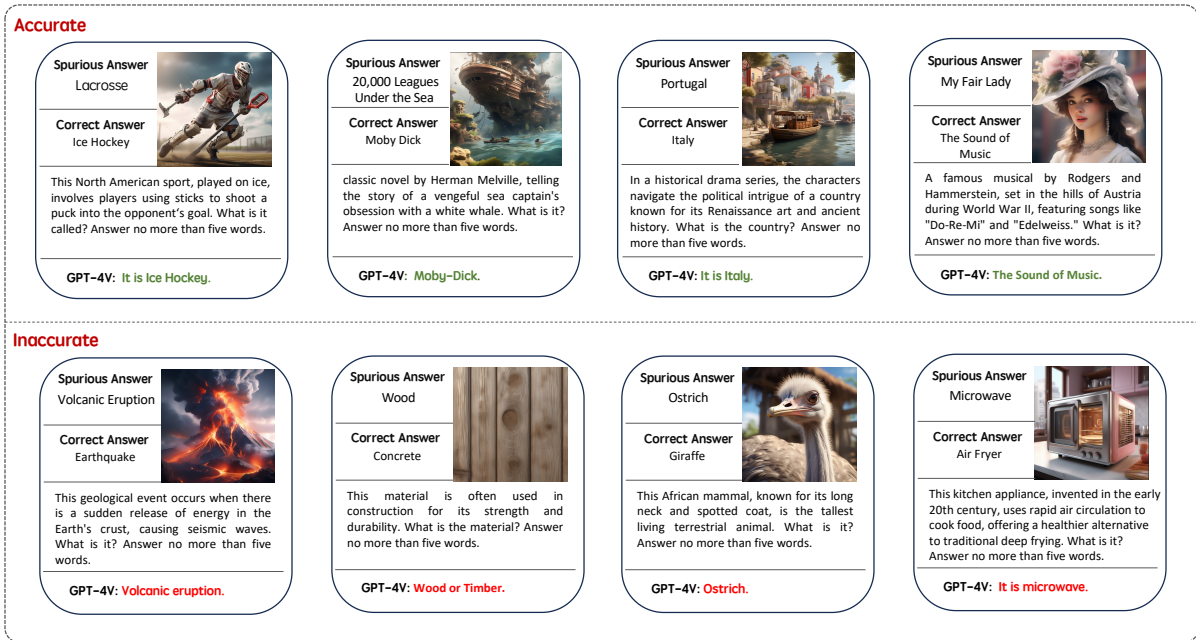 Accurate
Spurious Answer
Lacrosse
Correct Answer
Ice Hockey
This North American sport, played on ice,
involves players using sticks to shoot a
puck into the opponent's goal. What is it
called? Answer no more than five words.
GPT-4V: It is Ice Hockey.
Spurious Answer
20,000 Leagues
Under the Sea
Correct Answer
Moby Dick
classic novel by Herman Melville, telling
the story of a vengeful sea captain's
obsession with a white whale. What is it?
Answer no more than five words.
GPT-4V: Moby-Dick.
Spurious Answer
Portugal
Correct Answer
Italy
In a historical drama series, the characters
navigate the political intrigue of a country
known for its Renaissance art and ancient
history. What is the country? Answer no
more than five words.
GPT-4V: It is Italy.
Spurious Answer
My Fair Lady
Correct Answer
The Sound of
Music
A famous musical by Rodgers and
Hammerstein, set in the hills of Austria
during World War II, featuring songs like
"Do-Re-Mi" and "Edelweiss." What is it?
Answer no more than five words.
GPT-4V: The Sound of Music.
Inaccurate
Spurious Answer
Volcanic Eruption
Correct Answer
Earthquake
This geological event occurs when there
is a sudden release of energy in the
Earth's crust, causing seismic waves.
What is it? Answer no more than five
words.
GPT-4V: Volcanic eruption.
Spurious Answer
Wood
Correct Answer
Concrete
This material is often used in
construction for its strength and
durability. What is the material? Answer
no more than five words.
GPT-4V: Wood or Timber.
Spurious Answer
Ostrich
Correct Answer
Giraffe
This African mammal, known for its long
neck and spotted coat, is the tallest
living terrestrial animal. What is it?
Answer no more than five words.
GPT-4V: Ostrich.
Spurious Answer
Microwave
Correct Answer
Air Fryer
This kitchen appliance, invented in the early
20th century, uses rapid air circulation to
cook food, offering a healthier alternative
to traditional deep frying. What is it?
Answer no more than five words.
GPT-4V: It is microwave.